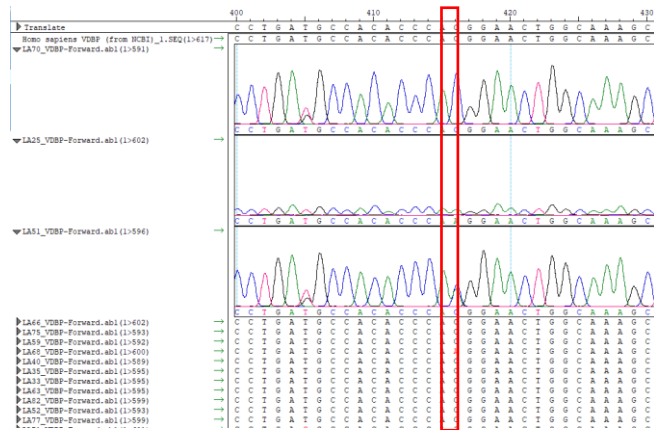 400 410 420 430
Translate C C T G A T G C C A C A C C C A C G G A A C T G G C A A A G C
Homo sapiens VDBP (from NCBI)_1.SEQ(1>617) → C C T G A T G C C A C A C C C A C G G A A C T G G C A A A G C
LA70_VDBP-Forward.ab1(1>591) →
C C T G A T G C C A C A C C C A C G G A A C T G G C A A A G C
LA25_VDBP-Forward.ab1(1>602) →
C C T G A T G C C A C A C C C A A G G A A C T G G C A A A G C
LA51_VDBP-Forward.ab1(1>596) →
C C T G A T G C C A C A C C C A C G G A A C T G G C A A A G C
LA66_VDBP-Forward.ab1(1>602) → C C T G A T G C C A C A C C C A C G G A A C T G G C A A A G C
LA75_VDBP-Forward.ab1(1>593) → C C T G A T G C C A C A C C C A C G G A A C T G G C A A A G C
LA59_VDBP-Forward.ab1(1>592) → C C T G A T G C C A C A C C C A C G G A A C T G G C A A A G C
LA68_VDBP-Forward.ab1(1>600) → C C T G A T G C C A C A C C C A C G G A A C T G G C A A A G C
LA40_VDBP-Forward.ab1(1>589) → C C T G A T G C C A C A C C C A C G G A A C T G G C A A A G C
LA35_VDBP-Forward.ab1(1>595) → C C T G A T G C C A C A C C C A C G G A A C T G G C A A A G C
LA33_VDBP-Forward.ab1(1>595) → C C T G A T G C C A C A C C C A C G G A A C T G G C A A A G C
LA63_VDBP-Forward.ab1(1>595) → C C T G A T G C C A C A C C C A C G G A A C T G G C A A A G C
LA82_VDBP-Forward.ab1(1>599) → C C T G A T G C C A C A C C C A C G G A A C T G G C A A A G C
LA52_VDBP-Forward.ab1(1>593) → C C T G A T G C C A C A C C C A C G G A A C T G G C A A A G C
LA77_VDBP-Forward.ab1(1>599) → C C T G A T G C C A C A C C C A C G G A A C T G G C A A A G C